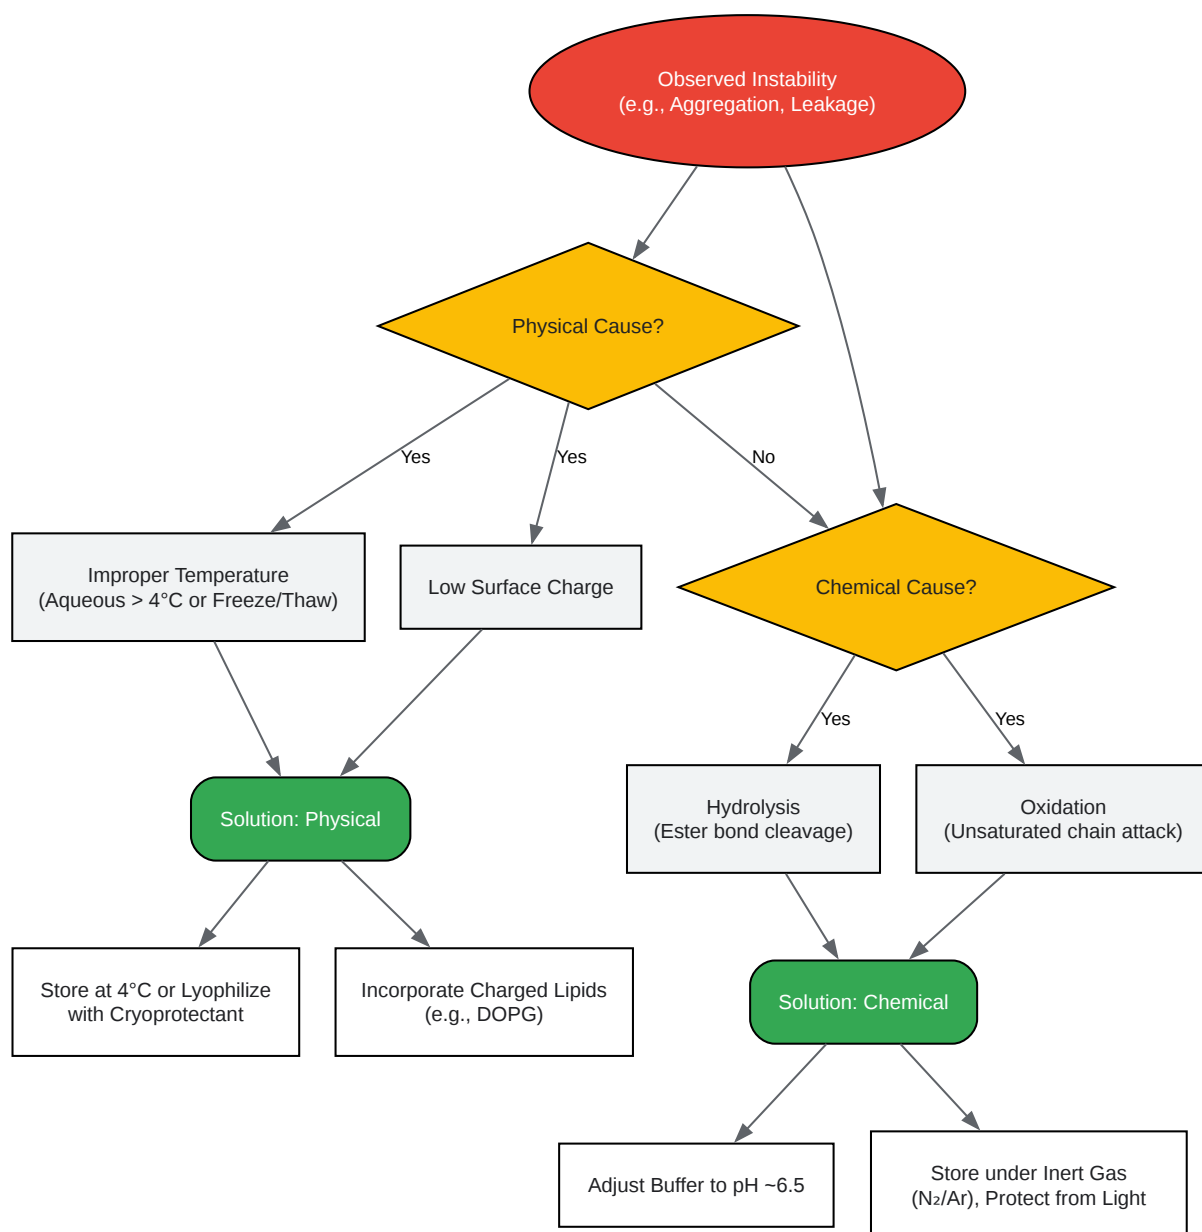 Observed Instability
(e.g., Aggregation, Leakage)
Physical Cause?
Yes
Yes
No
Improper Temperature
(Aqueous > 4°C or Freeze/Thaw)
Low Surface Charge
Chemical Cause?
Yes
Yes
Solution: Physical
Hydrolysis
(Ester bond cleavage)
Oxidation
(Unsaturated chain attack)
Store at 4°C or Lyophilize
with Cryoprotectant
Incorporate Charged Lipids
(e.g., DOPG)
Solution: Chemical
Adjust Buffer to pH ~6.5
Store under Inert Gas
(N₂/Ar), Protect from Light